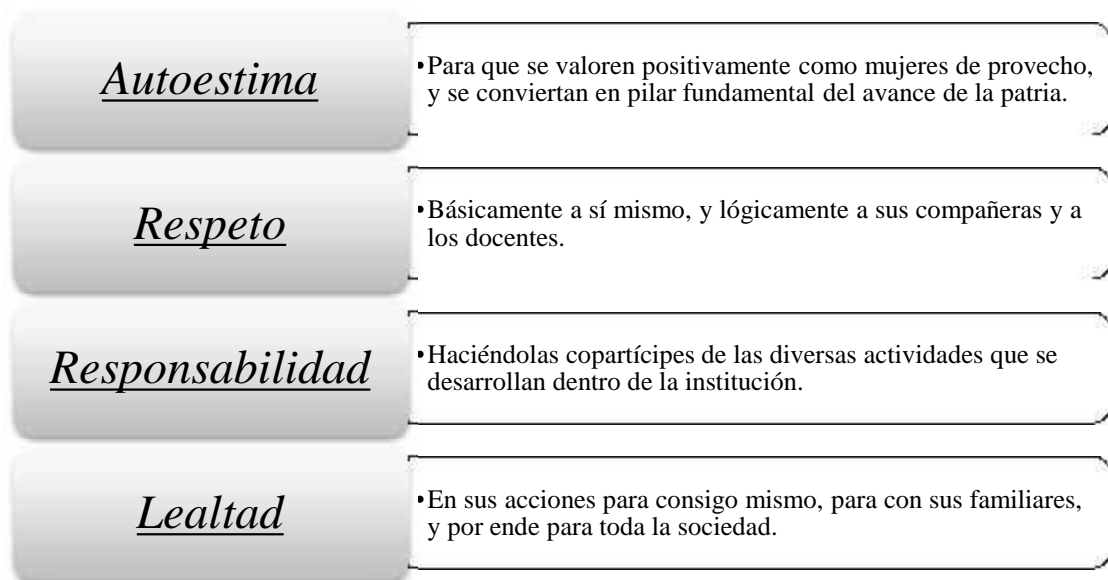 Autoestima
•Para que se valoren positivamente como mujeres de provecho,
y se conviertan en pilar fundamental del avance de la patria.
Respeto
•Básicamente a sí mismo, y lógicamente a sus compañeras y a
los docentes.
Responsabilidad
•Haciéndolas copartícipes de las diversas actividades que se
desarrollan dentro de la institución.
Lealtad
•En sus acciones para consigo mismo, para con sus familiares,
y por ende para toda la sociedad.